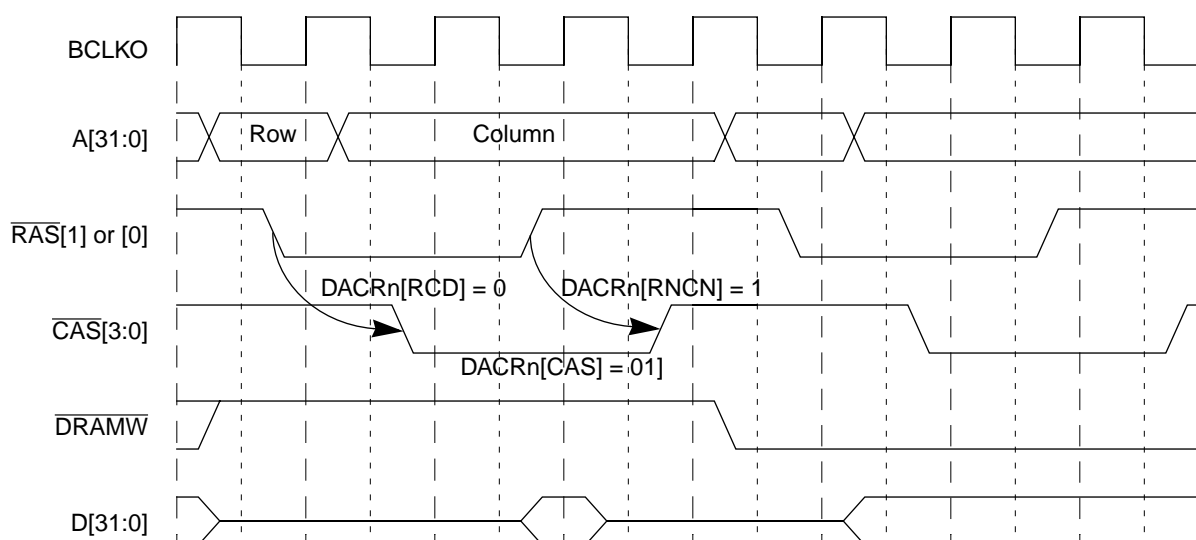 BCLKO
A[31:0]
Row
Column
RAS[1] or [0]
DACRn[RCD] = 0
DACRn[RNCN] = 1
CAS[3:0]
DACRn[CAS] = 01]
DRAMW
D[31:0]